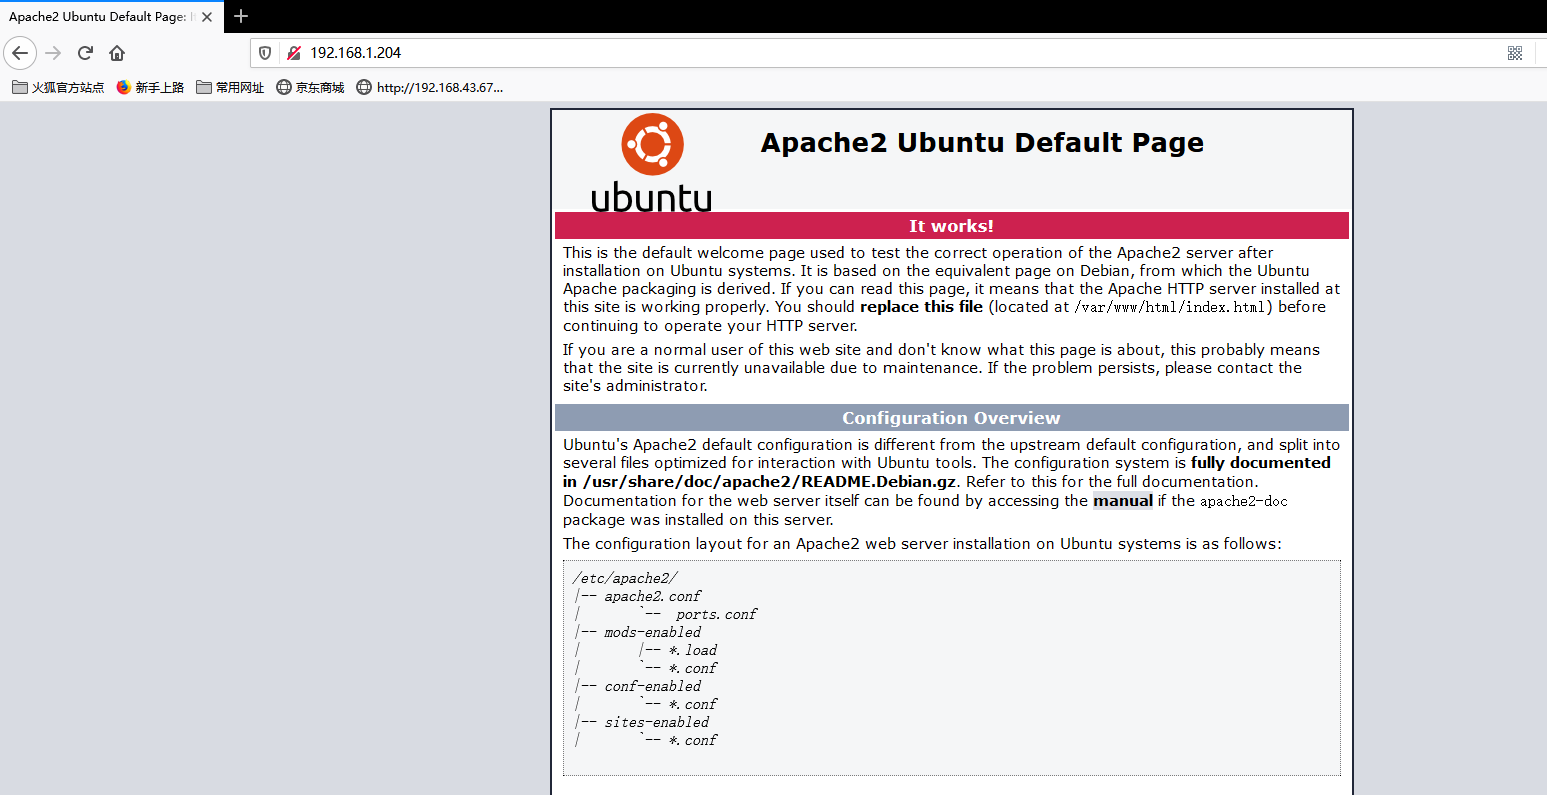 Apache2 Ubuntu Default Page:
192.168.1.204
火狐官方站点 新手上路 常用网址 京东商城 http://192.168.43.67...
ubuntu
Apache2 Ubuntu Default Page
It works!
This is the default welcome page used to test the correct operation of the Apache2 server after
installation on Ubuntu systems. It is based on the equivalent page on Debian, from which the Ubuntu
Apache packaging is derived. If you can read this page, it means that the Apache HTTP server installed at
this site is working properly. You should replace this file (located at /var/www/html/index.html) before
continuing to operate your HTTP server.
If you are a normal user of this web site and don't know what this page is about, this probably means
that the site is currently unavailable due to maintenance. If the problem persists, please contact the
site's administrator.
Configuration Overview
Ubuntu's Apache2 default configuration is different from the upstream default configuration, and split into
several files optimized for interaction with Ubuntu tools. The configuration system is fully documented
in /usr/share/doc/apache2/README.Debian.gz. Refer to this for the full documentation.
Documentation for the web server itself can be found by accessing the manual if the apache2-doc
package was installed on this server.
The configuration layout for an Apache2 web server installation on Ubuntu systems is as follows:
/etc/apache2/
|-- apache2.conf
|       `--  ports.conf
|-- mods-enabled
|       |-- *.load
|       `-- *.conf
|-- conf-enabled
|       `-- *.conf
|-- sites-enabled
|       `-- *.conf